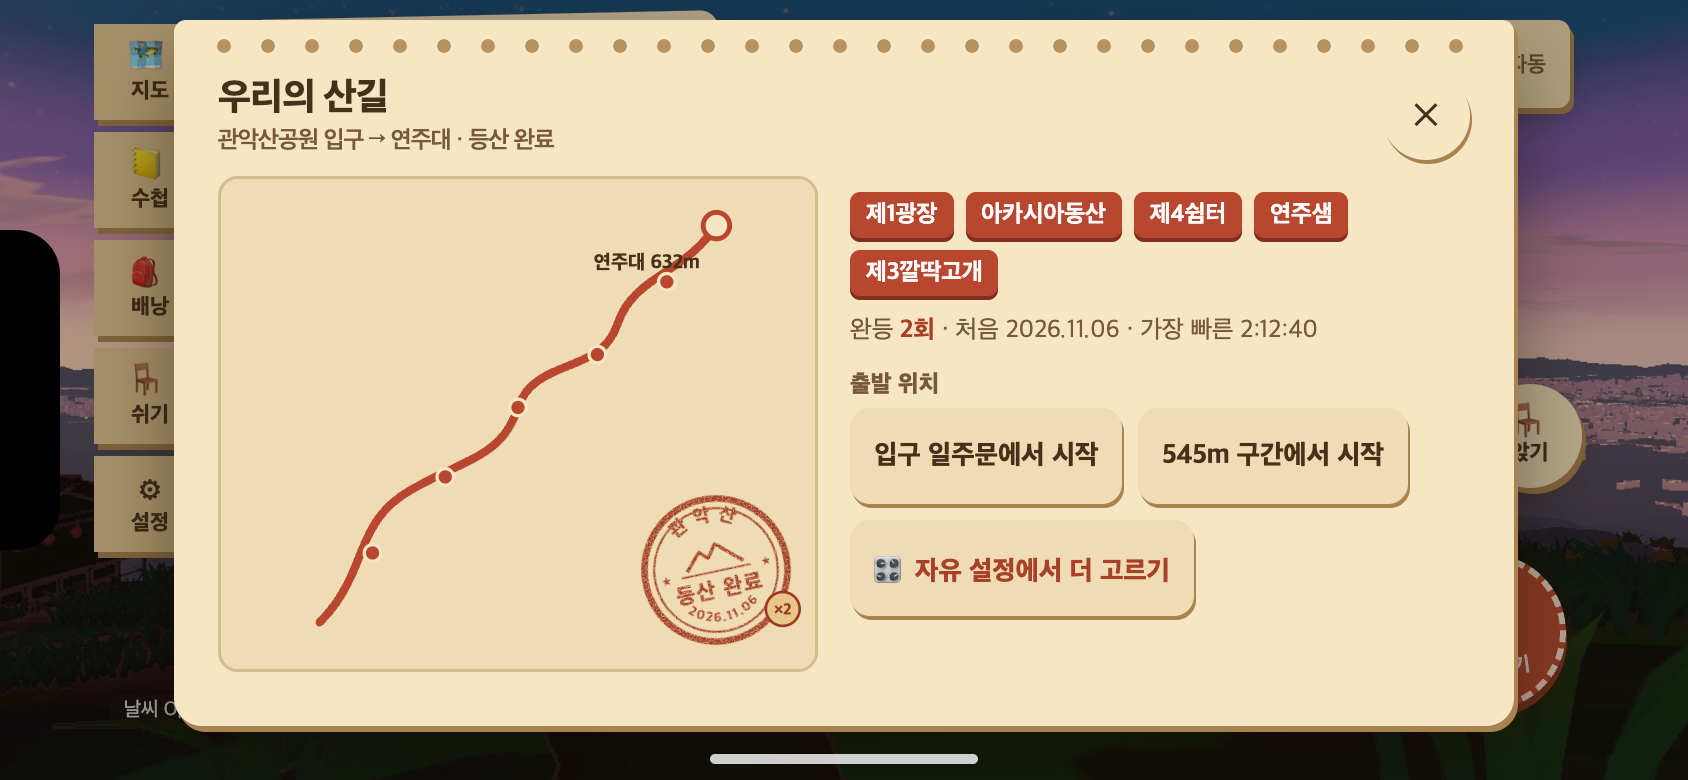 지도
수첩
배낭
쉬기
설정
자동
우리의 산길
관악산공원 입구 → 연주대 · 등산 완료
연주대 632m
관악산
등산 완료
2026.11.06
×2
제1광장 아카시아동산 제4쉼터 연주샘
제3깔딱고개
완등 2회 · 처음 2026.11.06 · 가장 빠른 2:12:40
출발 위치
입구 일주문에서 시작 545m 구간에서 시작
자유 설정에서 더 고르기
앉기
날씨